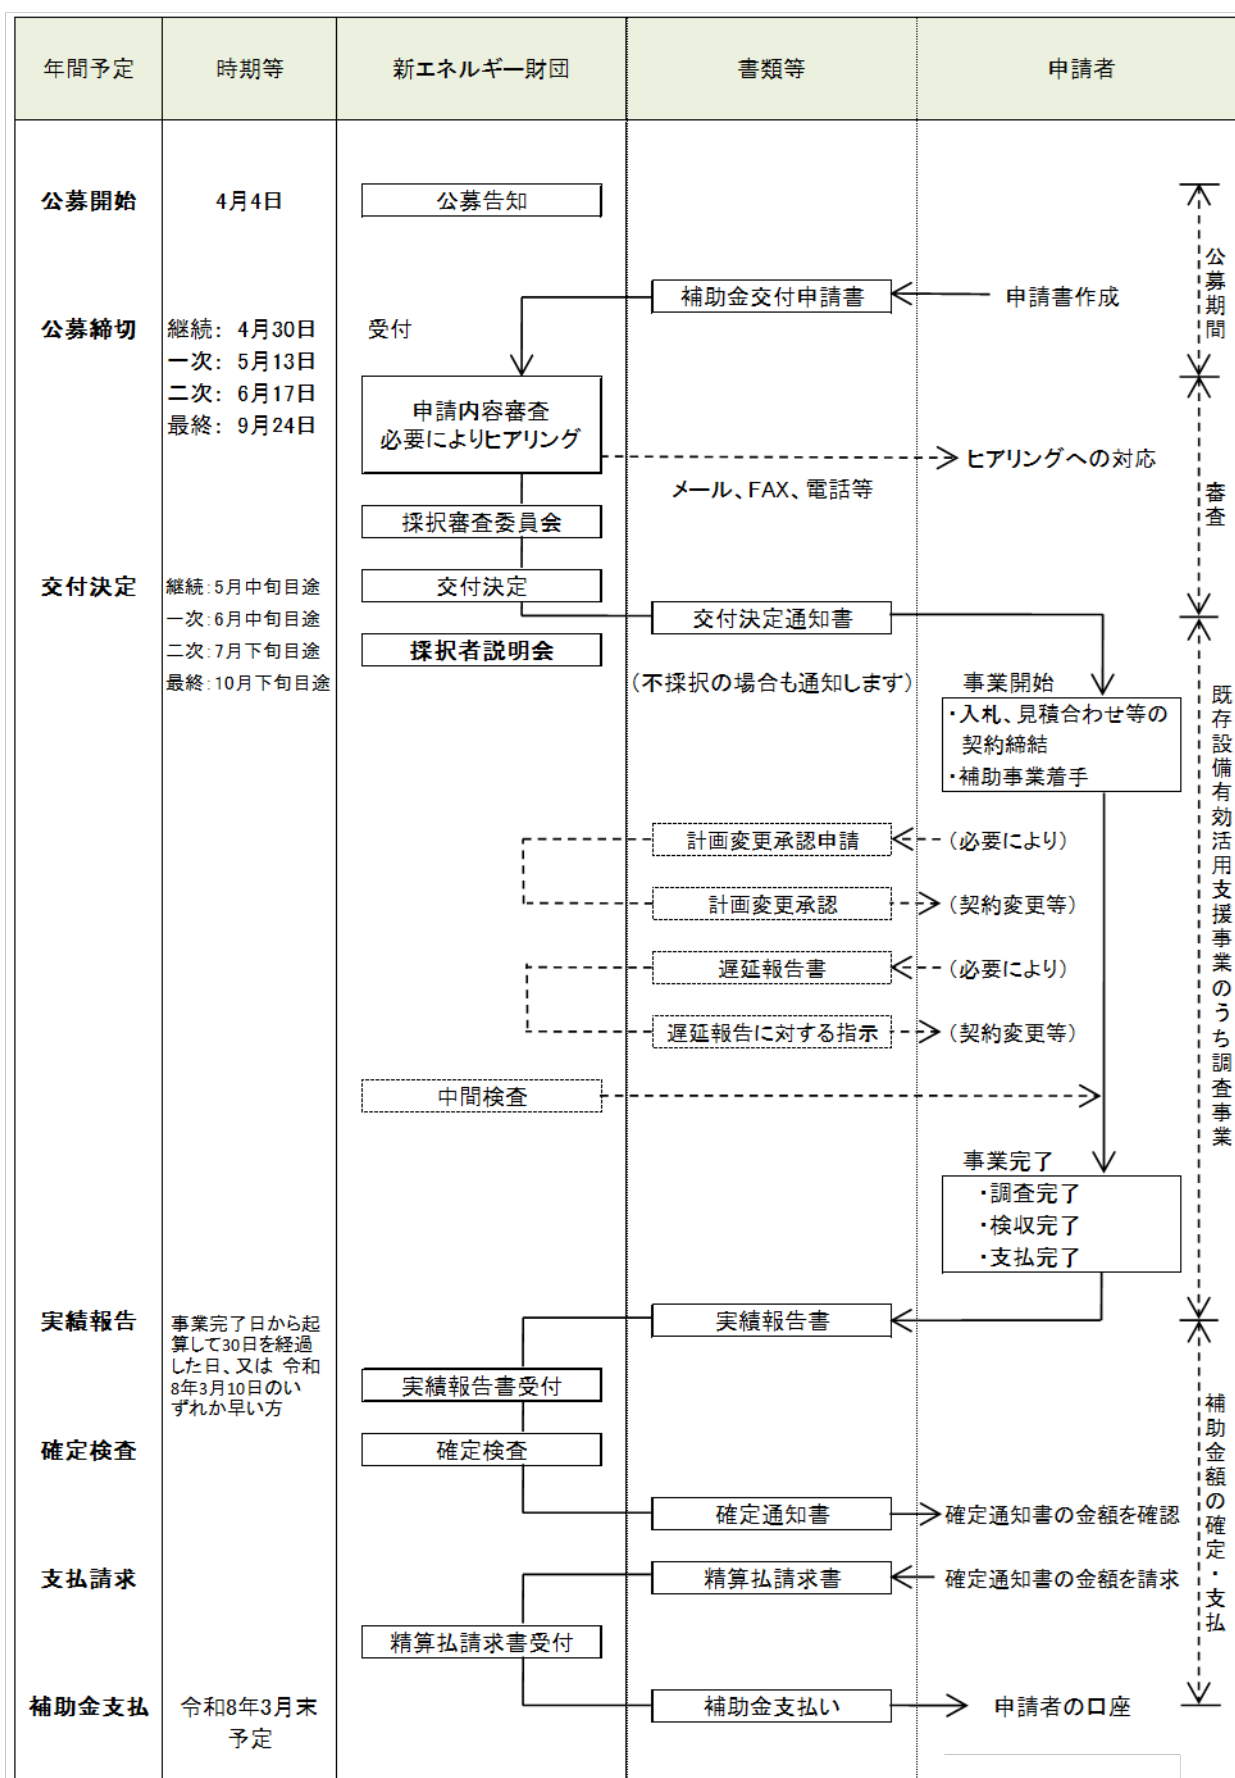 年間予定
時期等
新エネルギー財団
書類等
申請者
公募開始
4月4日
公募告知
補助金交付申請書
申請書作成
公募期間
公募締切
継続： 4月30日
一次： 5月13日
二次： 6月17日
最終： 9月24日
受付
申請内容審査
必要によりヒアリング
ヒアリングへの対応
メール、FAX、電話等
審査
採択審査委員会
交付決定
継続：5月中旬目途
一次：6月中旬目途
二次：7月下旬目途
最終：10月下旬目途
交付決定
交付決定通知書
採択者説明会
（不採択の場合も通知します）
事業開始
・入札、見積合わせ等の
契約締結
・補助事業着手
既存設備有効活用支援事業のうち調査事業
計画変更承認申請
（必要により）
計画変更承認
（契約変更等）
遅延報告書
（必要により）
遅延報告に対する指示
（契約変更等）
中間検査
事業完了
・調査完了
・検収完了
・支払完了
実績報告
事業完了日から起
算して30日を経過
した日、又は 令和
8年3月10日のい
ずれか早い方
実績報告書
実績報告書受付
補助金額の確定・支払
確定検査
確定検査
確定通知書
確定通知書の金額を確認
支払請求
精算払請求書
確定通知書の金額を請求
精算払請求書受付
補助金支払
令和8年3月末
予定
補助金支払い
申請者の口座